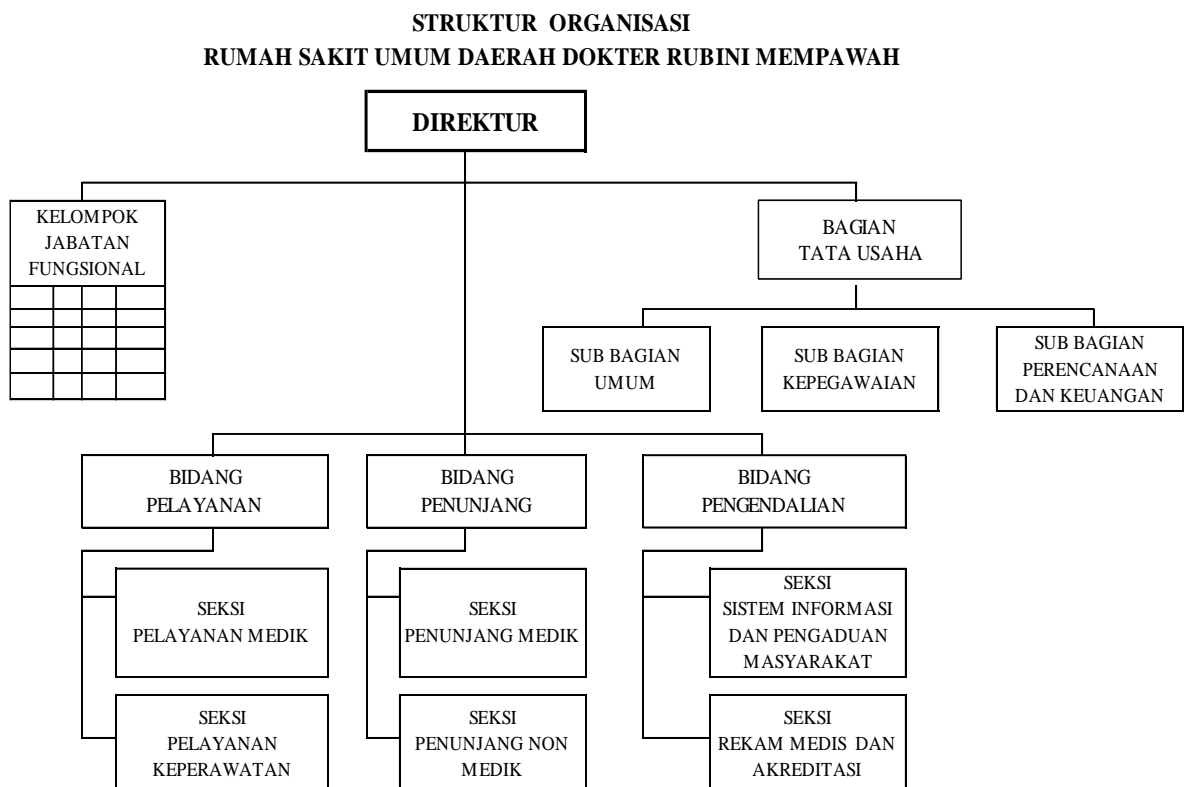 STRUKTUR ORGANISASI
RUMAH SAKIT UMUM DAERAH DOKTER RUBINI MEMPAWAH
DIREKTUR
KELOMPOK
JABATAN
FUNGSIONAL
BAGIAN
TATA USAHA
SUB BAGIAN
UMUM
SUB BAGIAN
KEPEGAWAIAN
SUB BAGIAN
PERENCANAAN
DAN KEUANGAN
BIDANG
PELAYANAN
BIDANG
PENUNJANG
BIDANG
PENGENDALIAN
SEKSI
PELAYANAN MEDIK
SEKSI
PENUNJANG MEDIK
SEKSI
SISTEM INFORMASI
DAN PENGADUAN
MASYARAKAT
SEKSI
PELAYANAN
KEPERAWATAN
SEKSI
PENUNJANG NON
MEDIK
SEKSI
REKAM MEDIS DAN
AKREDITASI